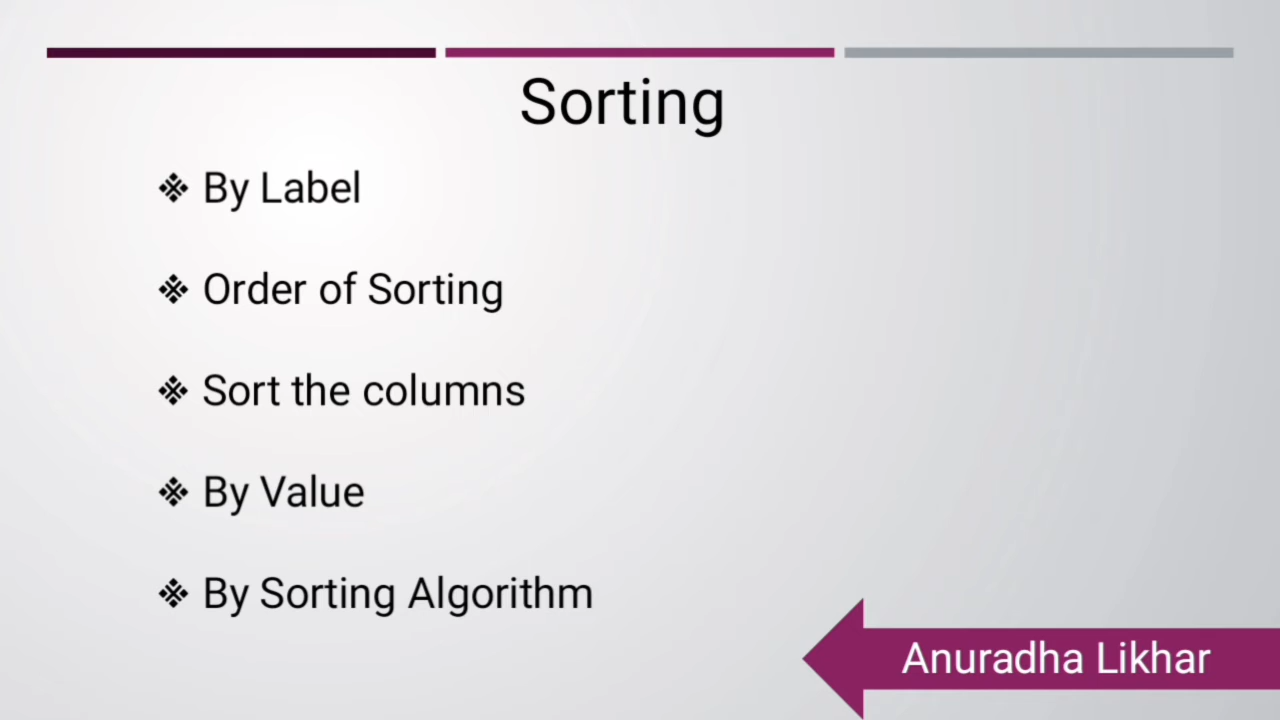 Sorting
❖ By Label
❖ Order of Sorting
❖ Sort the columns
❖ By Value
❖ By Sorting Algorithm
Anuradha Likhar